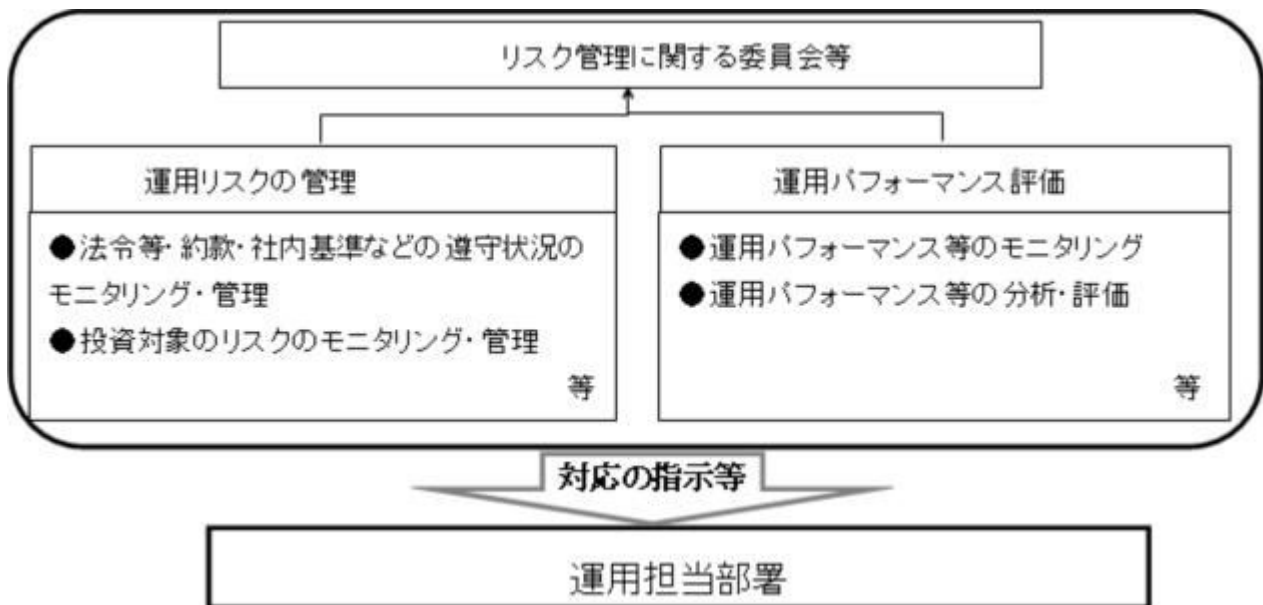 リスク管理に関する委員会等
運用リスクの管理
●法令等・約款・社内基準などの遵守状況の
モニタリング・管理
●投資対象のリスクのモニタリング・管理
等
運用パフォーマンス評価
●運用パフォーマンス等のモニタリング
●運用パフォーマンス等の分析・評価
等
対応の指示等
運用担当部署